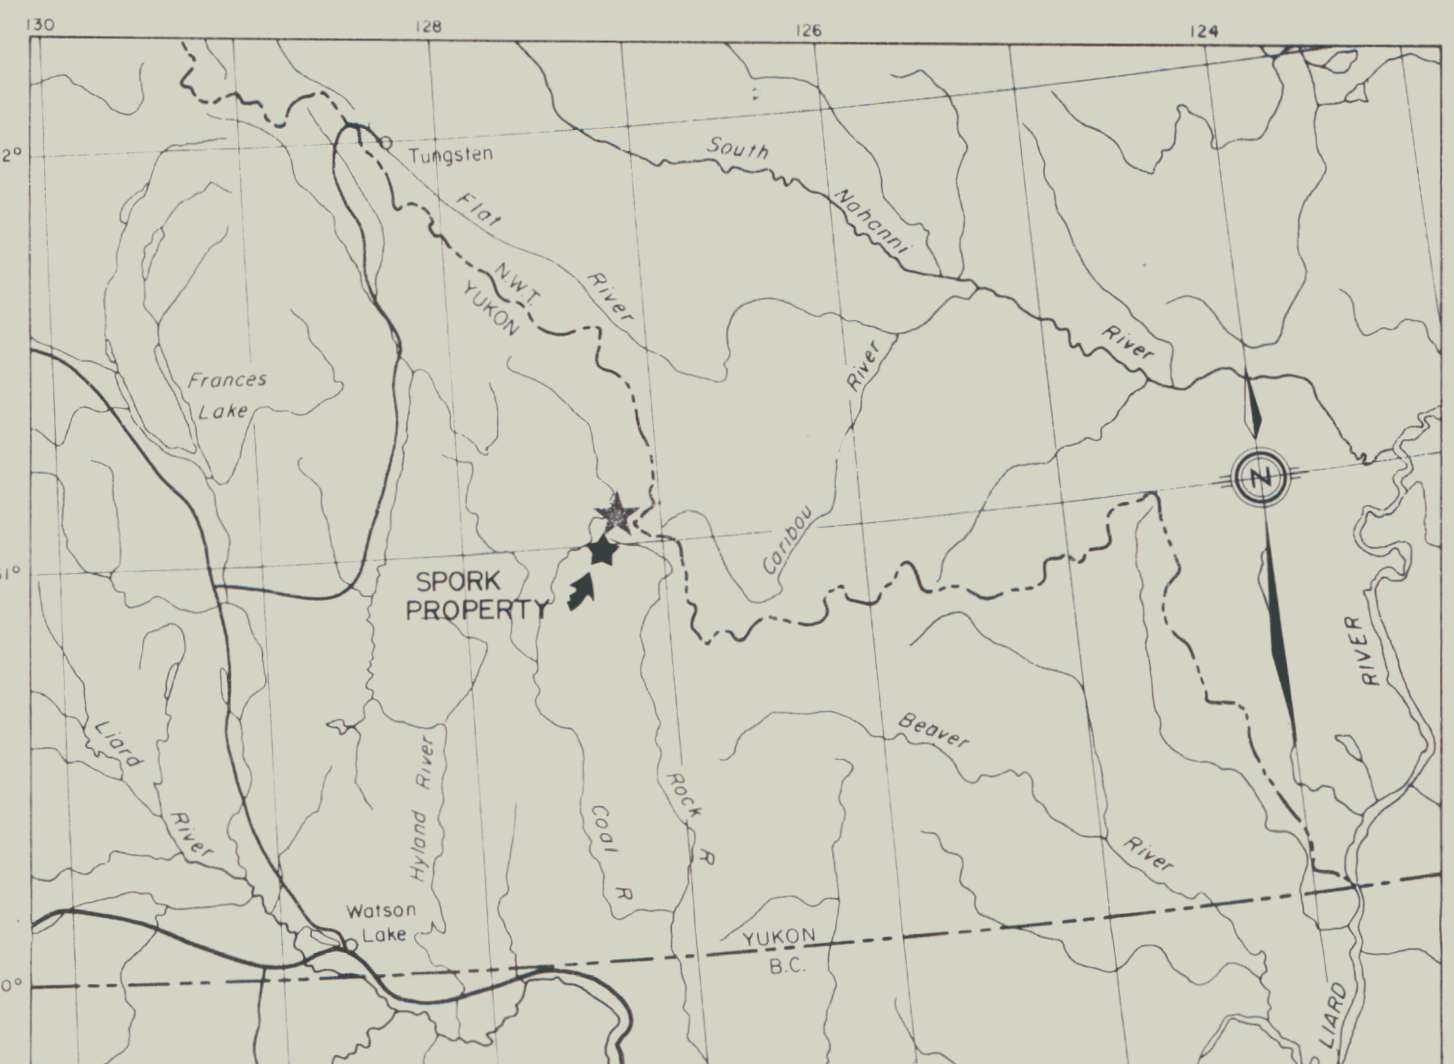 130
128
126
124
2°
Tungsten
South
Nahanni
River
Flat
River
N.W.T.
YUKON
Frances
Lake
River
Caribou
1°
SPORK
PROPERTY
N
RIVER
LIARD
Liard
River
Hyland River
Coal R
Rock R
Beaver
River
Watson
Lake
YUKON
B.C.
0°